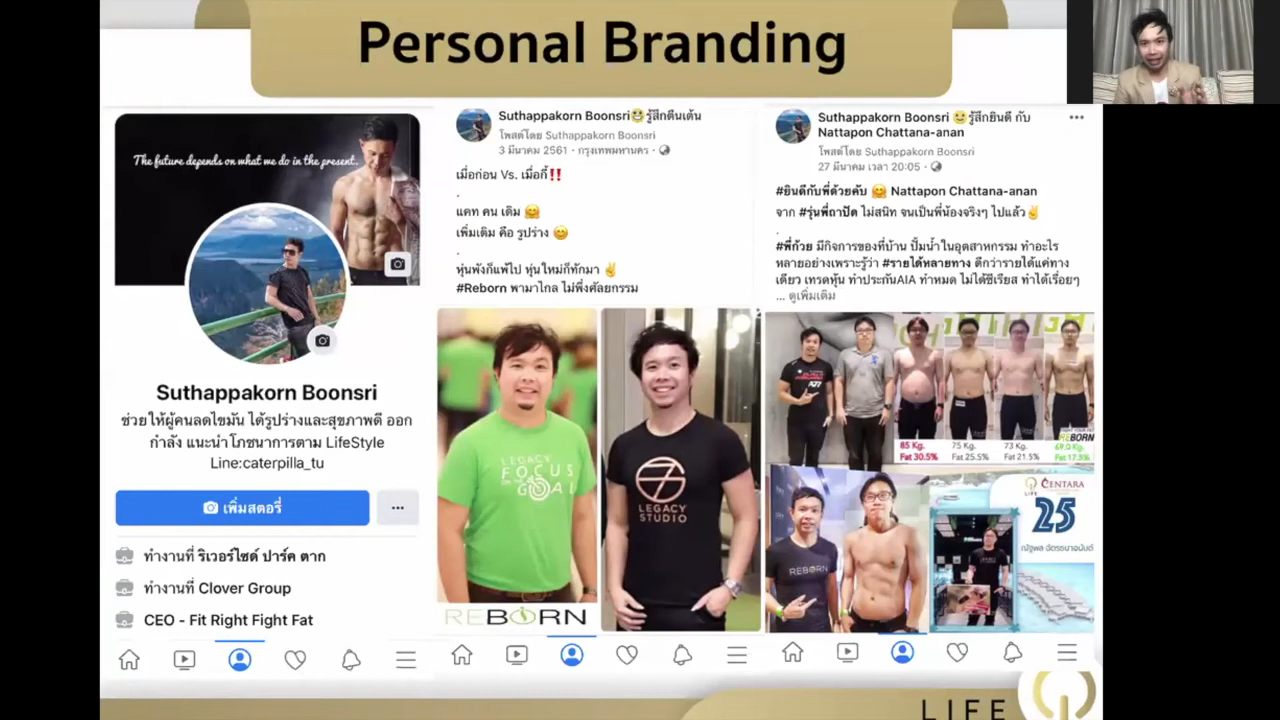 Personal Branding
The future depends on what we do in the present.
Suthappakorn Boonsri
ช่วยให้ผู้คนลดไขมัน ได้รูปร่างและสุขภาพดี ออก
กำลัง แนะนำโภชนาการตาม LifeStyle
Line:caterpilla_tu
เพิ่มสตอรี่
ทำงานที่ ริเวอร์ไซด์ ปาร์ค ตาก
ทำงานที่ Clover Group
CEO - Fit Right Fight Fat
Suthappakorn Boonsri😁รู้สึกตื่นเต้น
โพสต์โดย Suthappakorn Boonsri
3 มีนาคม 2561 · กรุงเทพมหานคร ·
เมื่อก่อน Vs. เมื่อกี้‼️
.
แคท คน เดิม 🤗
เพิ่มเติม คือ รูปร่าง 😊
.
หุ่นพังก็แพ้ไป หุ่นใหม่ก็ทักมา ✌️
#Reborn พามาไกล ไม่พึ่งศัลยกรรม
LEGACY
FOCUS
ON THE
GOAL
LEGACY
STUDIO
REBORN
Suthappakorn Boonsri 😄รู้สึกยินดี กับ
Nattapon Chattana-anan
โพสต์โดย Suthappakorn Boonsri
27 มีนาคม เวลา 20:05 ·
#ยินดีกับพี่ด้วยคับ 🤗 Nattapon Chattana-anan
จาก #รุ่นพี่ถาปัด ไม่สนิท จนเป็นพี่น้องจริงๆ ไปแล้ว✌️
.
#พี่ก้วย มีกิจการของที่บ้าน ปั๊มน้ำในอุตสาหกรรม ทำอะไร
หลายอย่างเพราะรู้ว่า #รายได้หลายทาง ดีกว่ารายได้แค่ทาง
เดียว เทรดหุ้น ทำประกันAIA ทำหมด ไม่ได้ซีเรียส ทำได้เรื่อยๆ
... ดูเพิ่มเติม
85 Kg. 75 Kg. 73 Kg. 69.0 Kg.
Fat 30.5% Fat 25.5% Fat 21.5% Fat 17.3%
REBORN
REBORN
LIFE CENTARA
25
ณัฐพล ฉัตรธนาจนันต์
LIFE